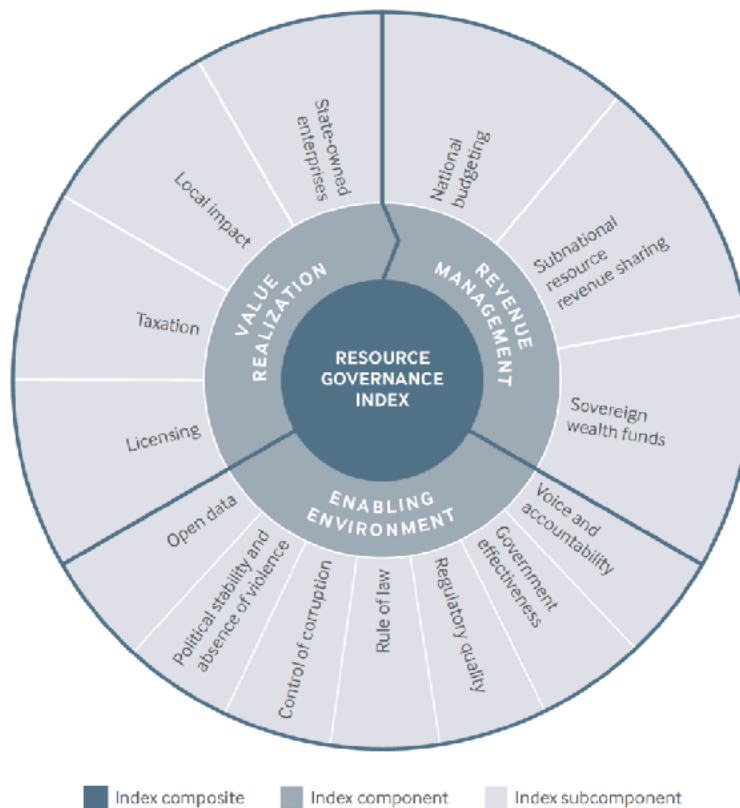 State-owned
enterprises
Local impact
Taxation
Licensing
VALUE
REALIZATION
National
budgeting
Subnational
resource
revenue sharing
Sovereign
wealth funds
REVENUE
MANAGEMENT
RESOURCE
GOVERNANCE
INDEX
ENABLING
ENVIRONMENT
Open data
Political stability and
absence of violence
Control of corruption
Rule of law
Regulatory quality
Government
effectiveness
Voice and
accountability
Index composite
Index component
Index subcomponent